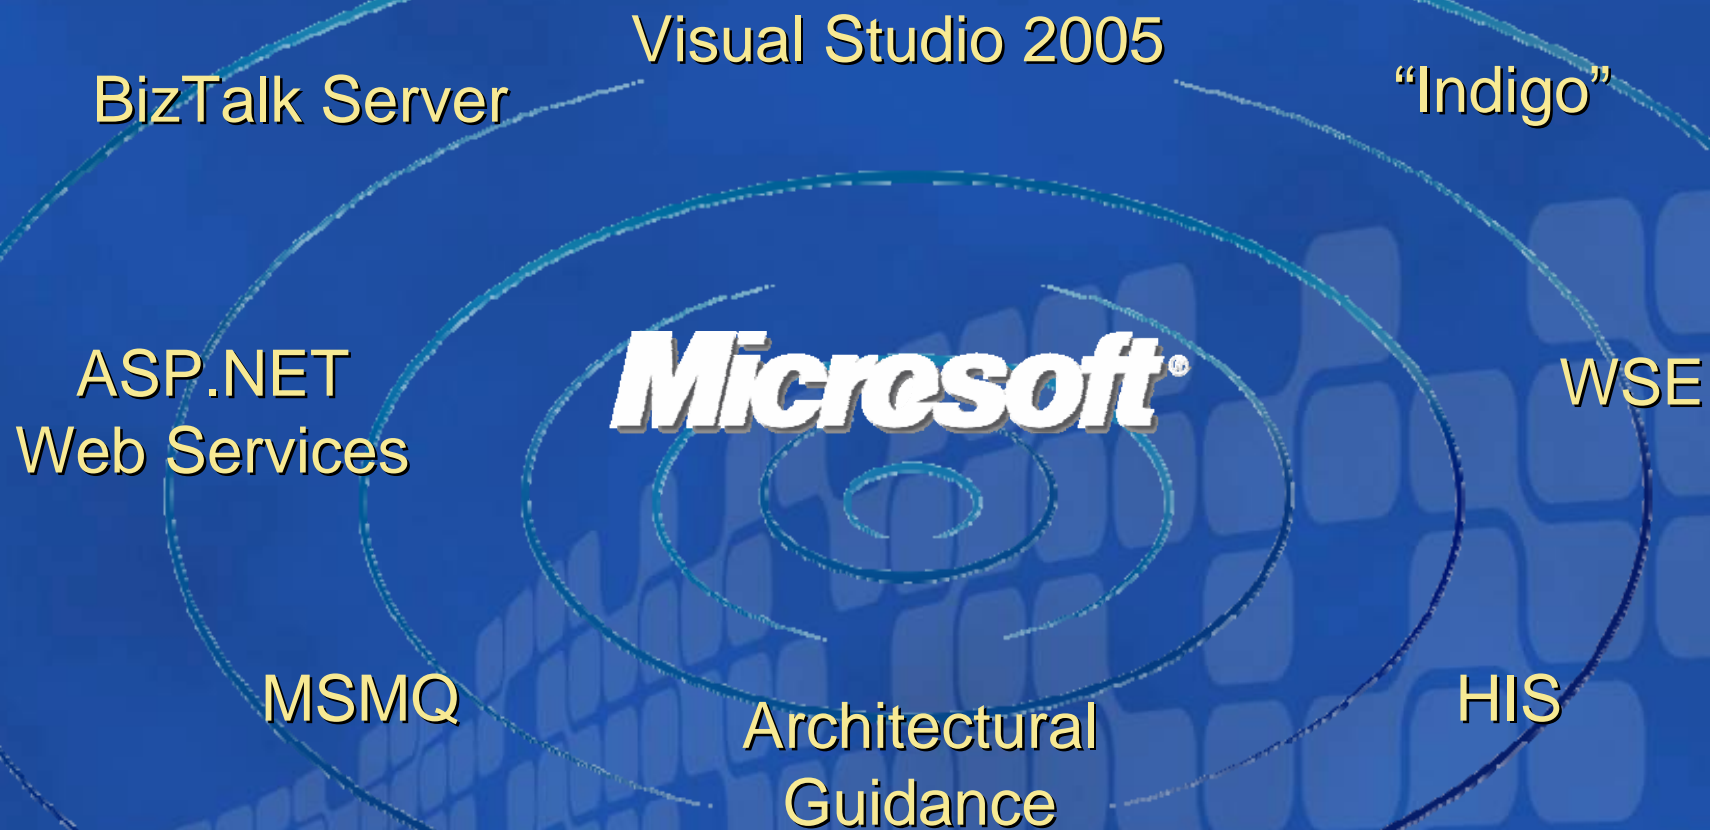 Visual Studio 2005
BizTalk Server
“Indigo”
Microsoft®
ASP.NET
Web Services
WSE
MSMQ
HIS
Architectural
Guidance